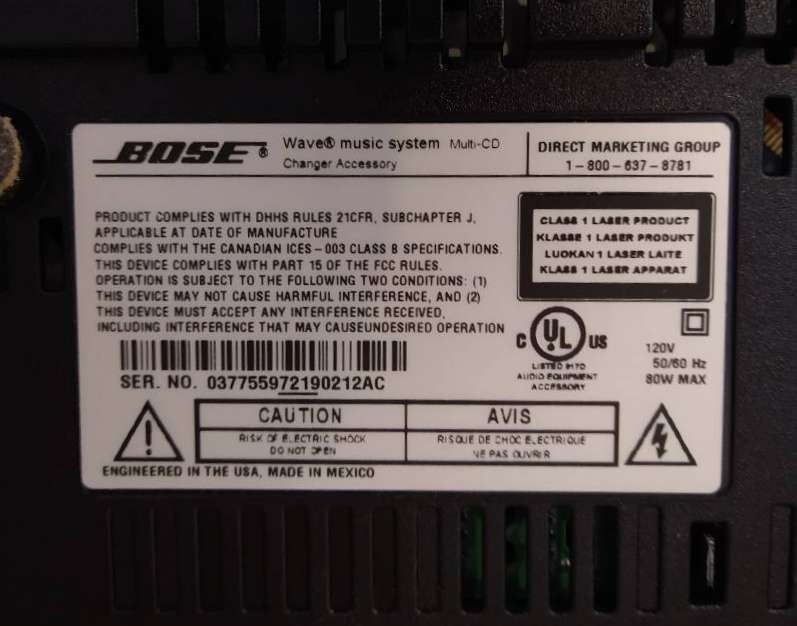 BOSE® Wave® music system Multi-CD
Changer Accessory
DIRECT MARKETING GROUP
1-800-637-8781
PRODUCT COMPLIES WITH DHHS RULES 21CFR, SUBCHAPTER J,
APPLICABLE AT DATE OF MANUFACTURE
COMPLIES WITH THE CANADIAN ICES-003 CLASS B SPECIFICATIONS.
THIS DEVICE COMPLIES WITH PART 15 OF THE FCC RULES.
OPERATION IS SUBJECT TO THE FOLLOWING TWO CONDITIONS: (1)
THIS DEVICE MAY NOT CAUSE HARMFUL INTERFERENCE, AND (2)
THIS DEVICE MUST ACCEPT ANY INTERFERENCE RECEIVED,
INCLUDING INTERFERENCE THAT MAY CAUSEUNDESIRED OPERATION
CLASS 1 LASER PRODUCT
KLASSE 1 LASER PRODUKT
LUOKAN 1 LASER LAITE
KLASS 1 LASER APPARAT
C UL US
LISTED 917D
AUDIO EQUIPMENT
ACCESSORY
120V
50/60 Hz
80W MAX
SER. NO. 037755972190212AC
CAUTION
RISK OF ELECTRIC SHOCK
DO NOT OPEN
AVIS
RISQUE DE CHOC ELECTRIQUE
NE PAS OUVRIR
ENGINEERED IN THE USA, MADE IN MEXICO